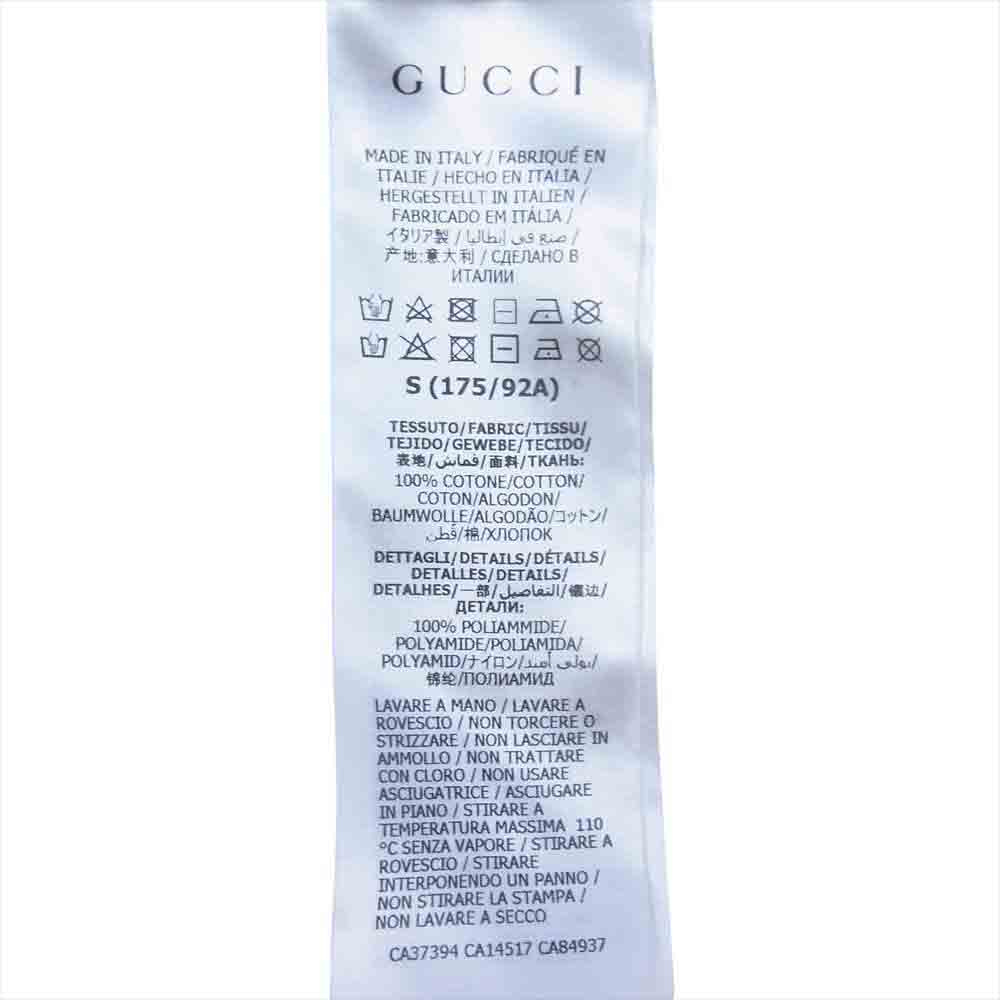 GUCCI
MADE IN ITALY / FABRIQUÉ EN
ITALIE / HECHO EN ITALIA /
HERGESTELLT IN ITALIEN /
FABRICADO EM ITÁLIA /
イタリア製 / صنع في إيطاليا /
产地:意大利 / СДЕЛАНО В
ИТАЛИИ
S (175/92A)
TESSUTO/FABRIC/TISSU/
TEJIDO/GEWEBE/TECIDO/
表地/قماش/面料/ТКАНЬ:
100% COTONE/COTTON/
COTON/ALGODON/
BAUMWOLLE/ALGODÃO/コットン/
قطن/棉/ХЛОПОК
DETTAGLI/DETAILS/DÉTAILS/
DETALLES/DETAILS/
DETALHES/一部/التفاصيل/镶边/
ДЕТАЛИ:
100% POLIAMMIDE/
POLYAMIDE/POLIAMIDA/
POLYAMID/ナイロン/بولي أميد/
锦纶/ПОЛИАМИД
LAVARE A MANO / LAVARE A
ROVESCIO / NON TORCERE O
STRIZZARE / NON LASCIARE IN
AMMOLLO / NON TRATTARE
CON CLORO / NON USARE
ASCIUGATRICE / ASCIUGARE
IN PIANO / STIRARE A
TEMPERATURA MASSIMA 110
°C SENZA VAPORE / STIRARE A
ROVESCIO / STIRARE
INTERPONENDO UN PANNO /
NON STIRARE LA STAMPA /
NON LAVARE A SECCO
CA37394 CA14517 CA84937